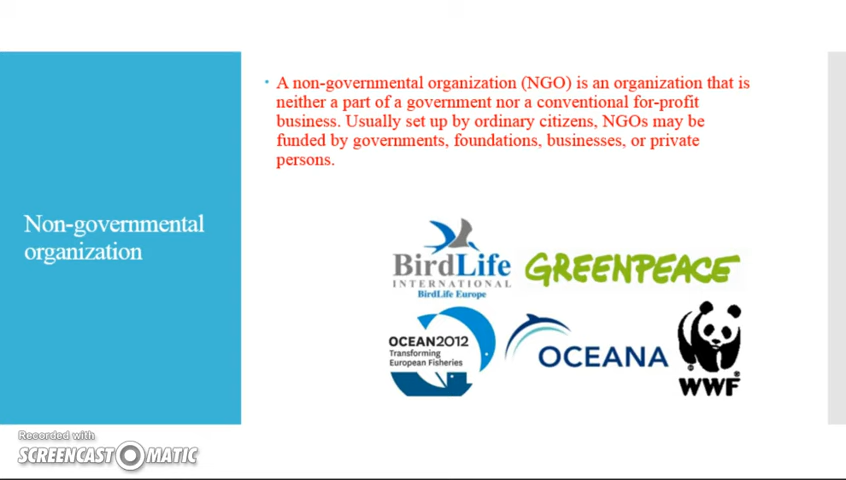 • A non-governmental organization (NGO) is an organization that is
neither a part of a government nor a conventional for-profit
business. Usually set up by ordinary citizens, NGOs may be
funded by governments, foundations, businesses, or private
persons.
Non-governmental
organization
BirdLife
INTERNATIONAL
BirdLife Europe
GREENPEACE
OCEAN2012
Transforming
European Fisheries
OCEANA
WWF
®
Recorded with
SCREENCAST MATIC